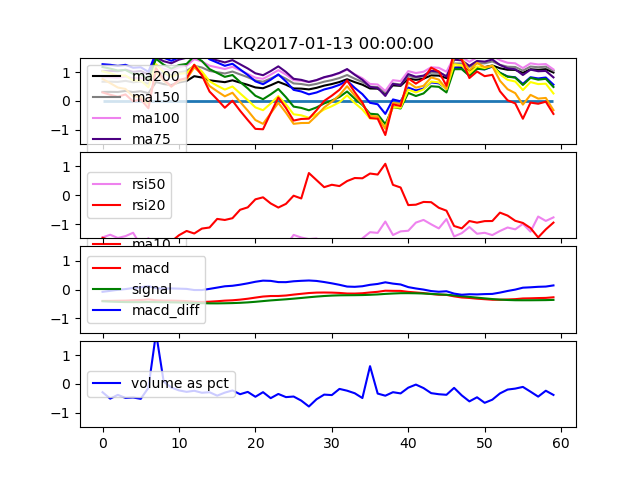 LKQ2017-01-13 00:00:00
1
0
−1
ma200
ma150
ma100
ma75
1
0
−1
rsi50
rsi20
ma10
1
0
−1
macd
signal
macd_diff
1
0
−1
volume as pct
0 10 20 30 40 50 60